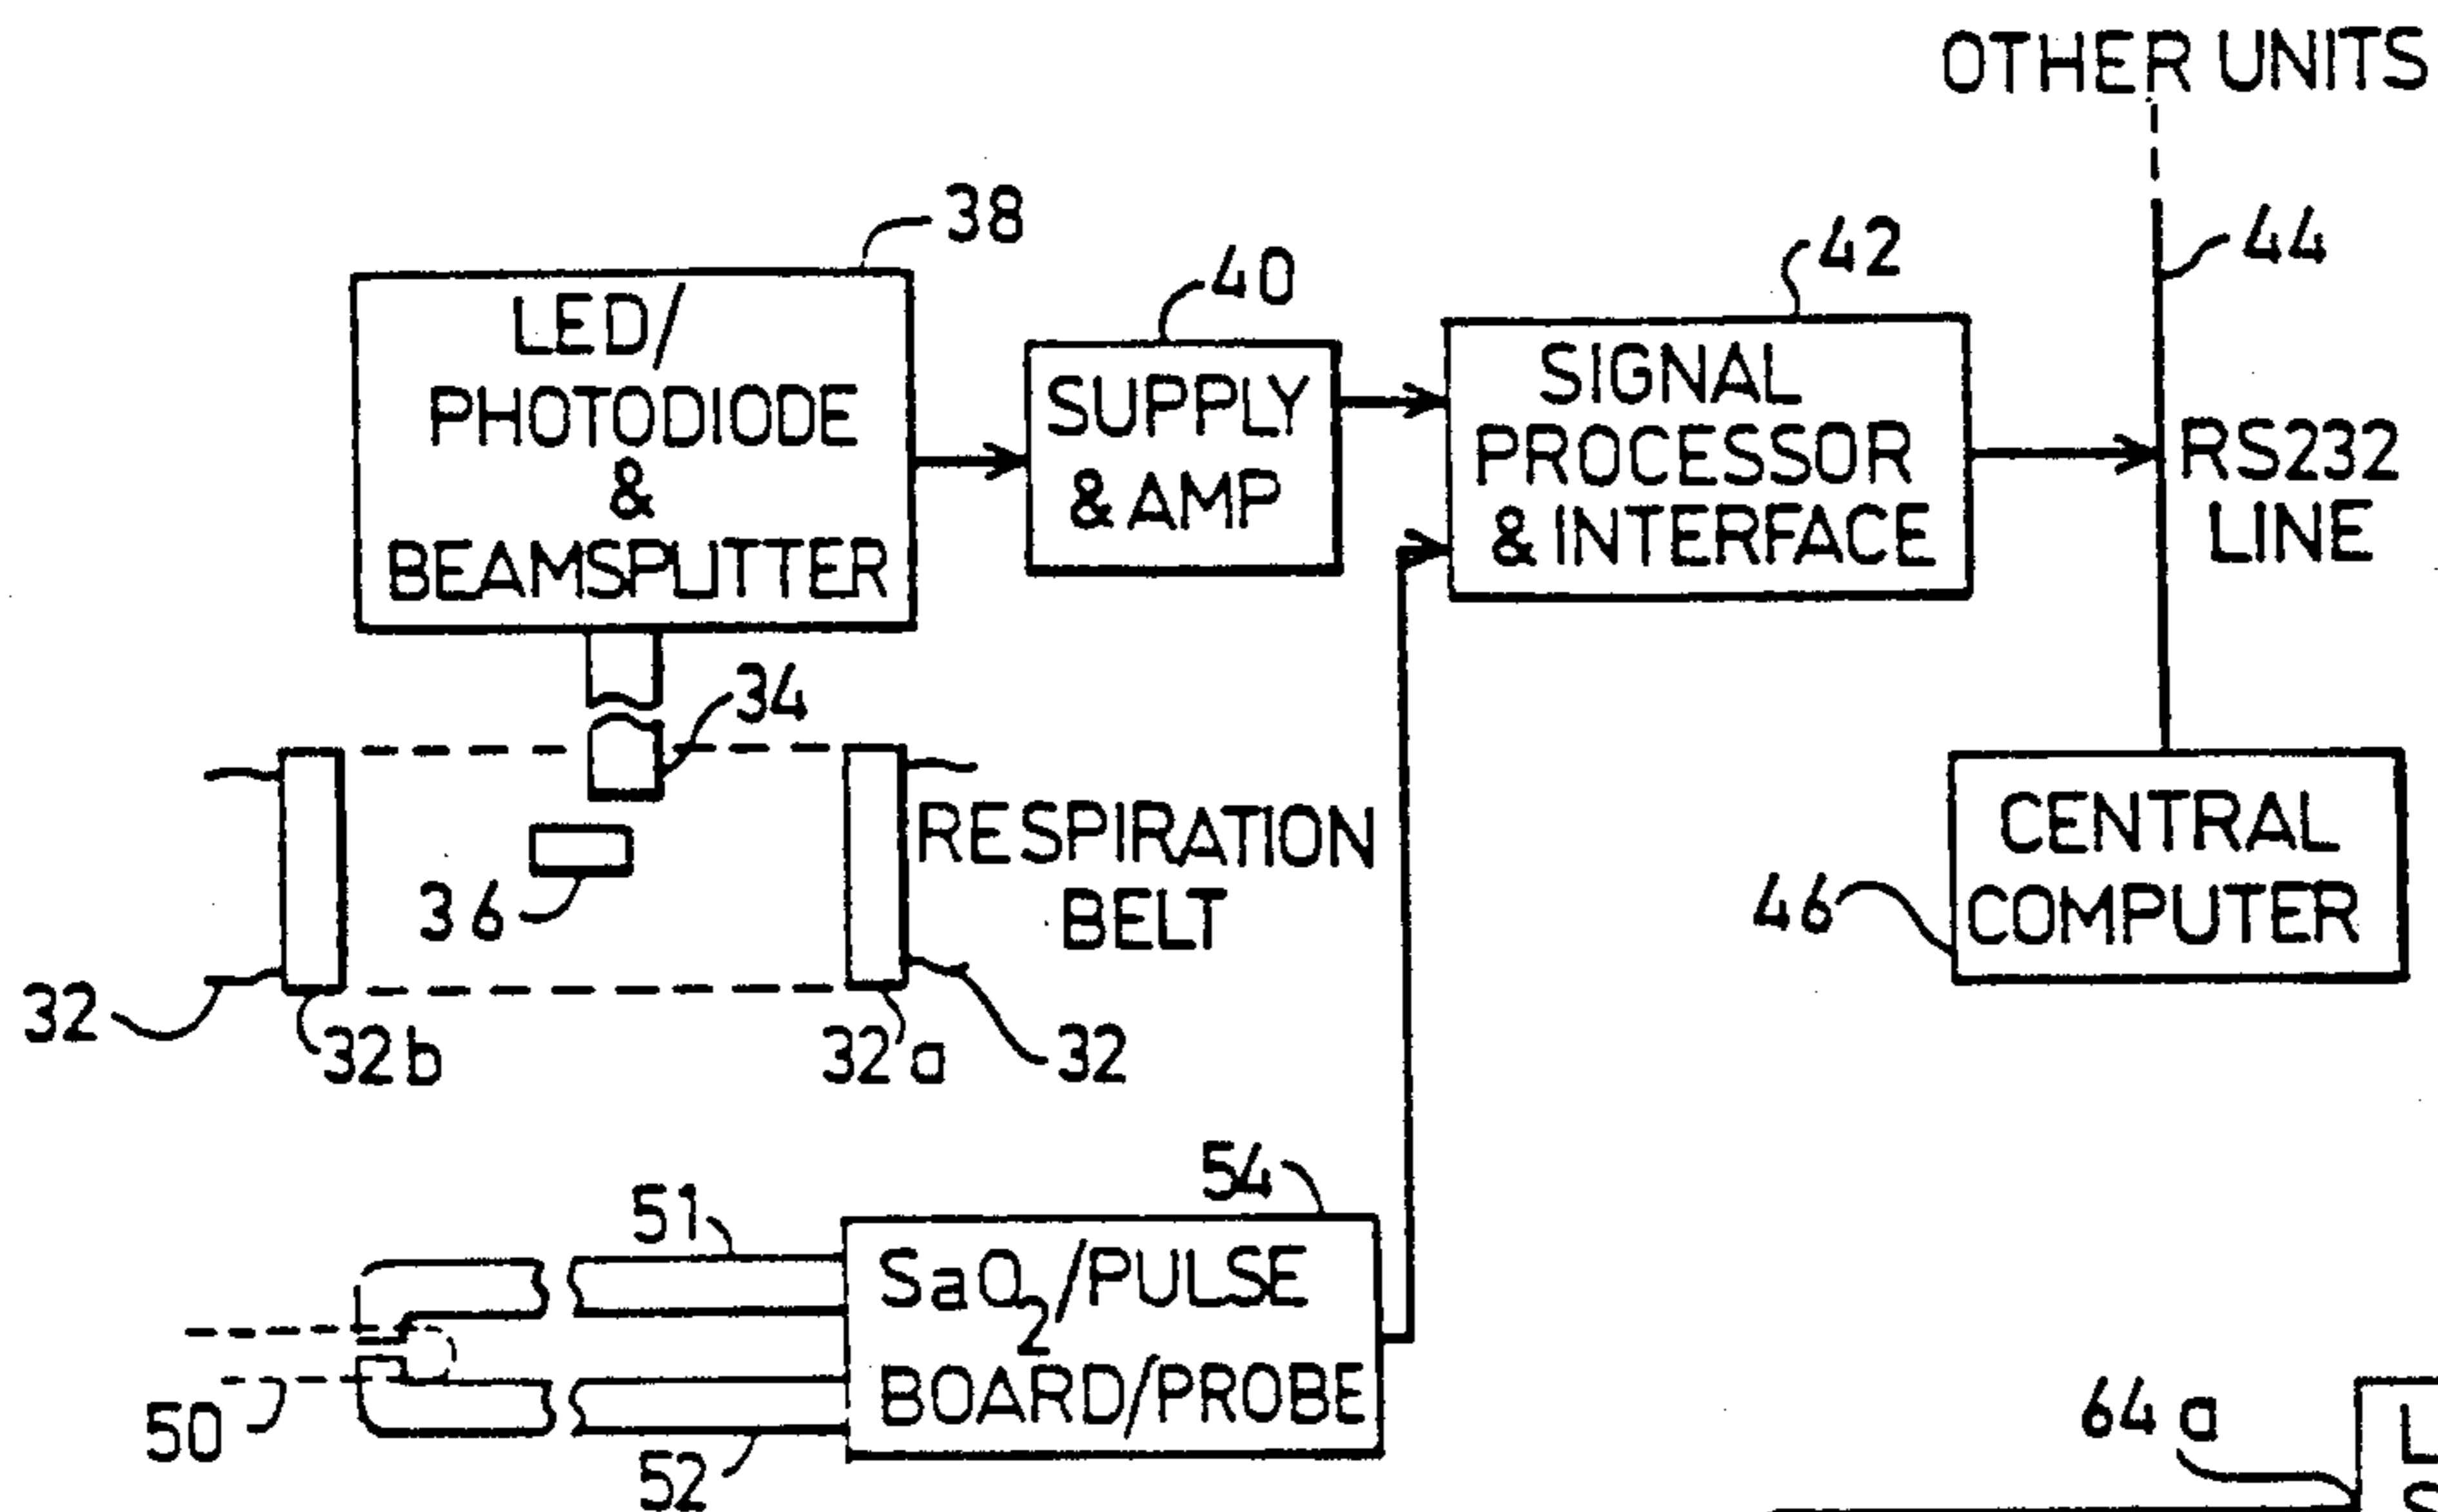 OTHER UNITS
38
44
42
40
LED/
PHOTODIODE
&
BEAMSPLITTER
SUPPLY
& AMP
SIGNAL
PROCESSOR
& INTERFACE
RS232
LINE
34
RESPIRATION
BELT
36
CENTRAL
COMPUTER
46
32
32b
32a
32
54
51
SaO2/PULSE
BOARD/PROBE
50
52
64a